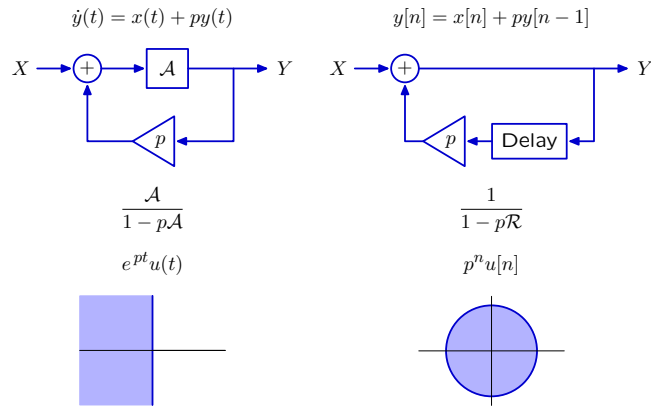 ẏ(t) = x(t) + py(t)
y[n] = x[n] + py[n − 1]
X + 𝒜 Y
p
X + Y
p Delay
𝒜 / (1 − p𝒜)
1 / (1 − pℛ)
e^{pt}u(t)
p^n u[n]